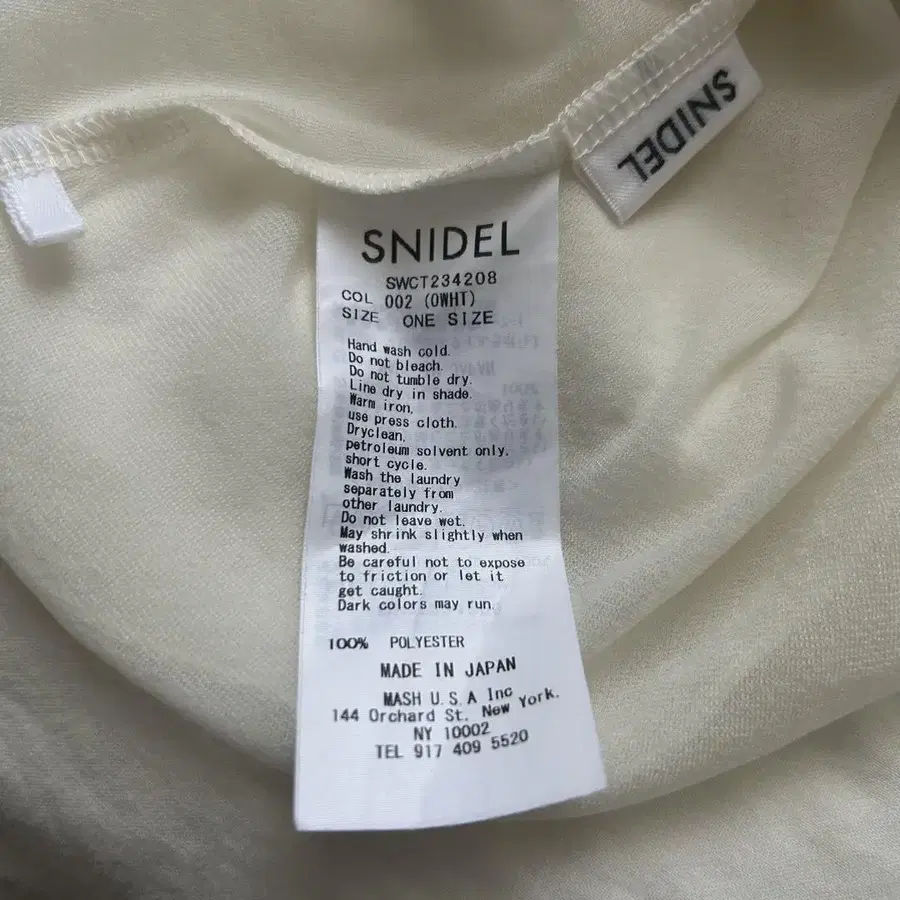 SNIDEL
SNIDEL
SWCT234208
COL 002 (OWHT)
SIZE ONE SIZE
Hand wash cold.
Do not bleach.
Do not tumble dry.
Line dry in shade.
Warm iron,
use press cloth.
Dryclean,
petroleum solvent only.
short cycle.
Wash the laundry
separately from
other laundry.
Do not leave wet.
May shrink slightly when
washed.
Be careful not to expose
to friction or let it
get caught.
Dark colors may run.
100% POLYESTER
MADE IN JAPAN
MASH U.S.A Inc
144 Orchard St. New York.
NY 10002
TEL 917 409 5520